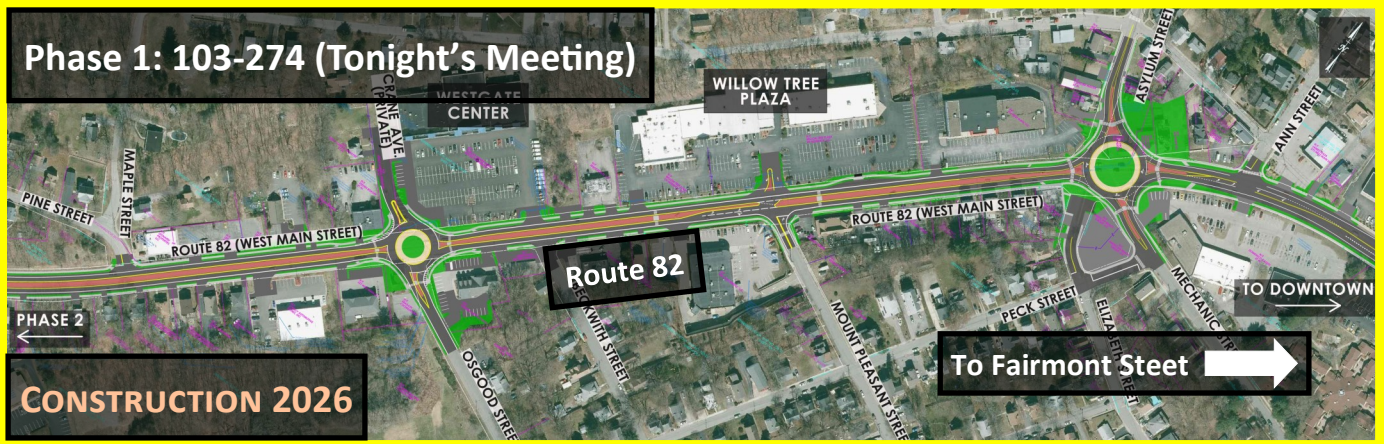 Phase 1: 103-274 (Tonight's Meeting)
CRANE AVE.
(PRIVATE)
WESTGATE
CENTER
WILLOW TREE
PLAZA
ASYLUM STREET
ANN STREET
MAPLE STREET
PINE STREET
ROUTE 82 (WEST MAIN STREET)
ROUTE 82 (WEST MAIN STREET)
Route 82
PHASE 2
TO DOWNTOWN
PECK STREET
MECHANIC
ELIZABETH
MOUNT PLEASANT STREET
OSGOOD STREET
STREET
To Fairmont Steet
CONSTRUCTION 2026